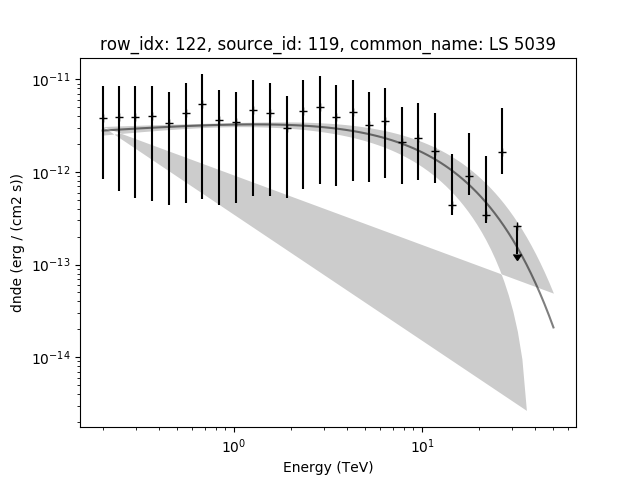 row_idx: 122, source_id: 119, common_name: LS 5039
dnde (erg / (cm2 s))
10⁻¹¹
10⁻¹²
10⁻¹³
10⁻¹⁴
10⁰
10¹
Energy (TeV)